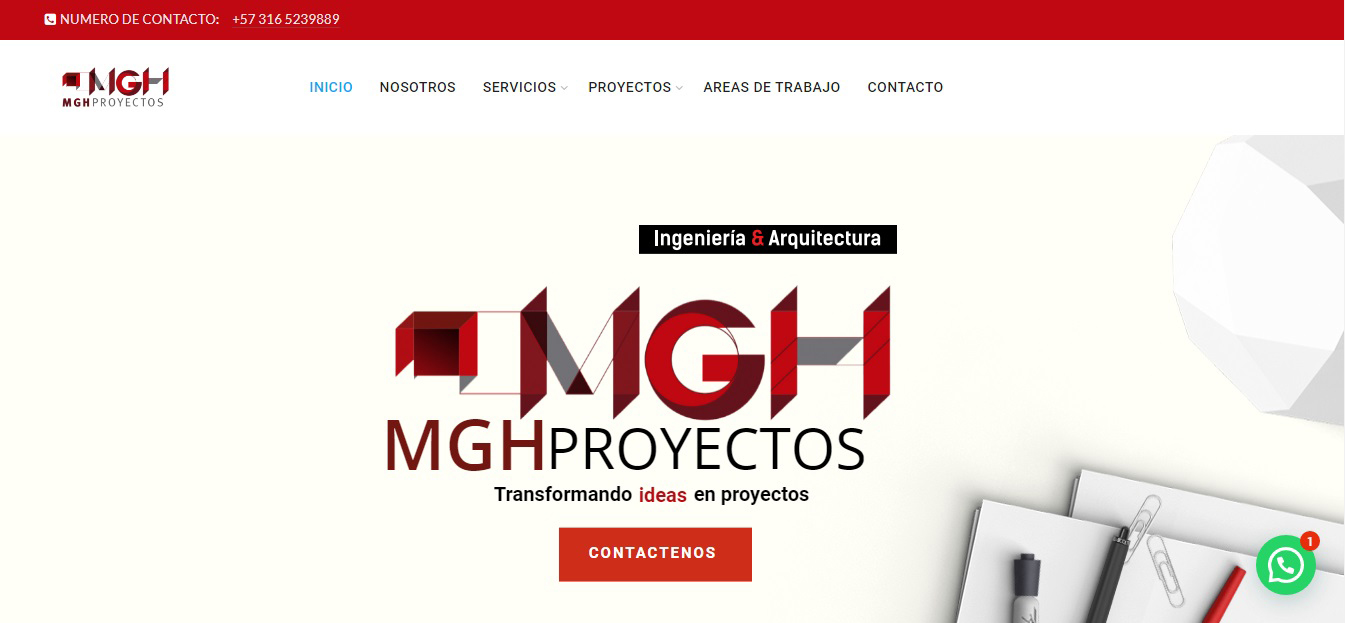 NUMERO DE CONTACTO: +57 316 5239889
MGH
MGHPROYECTOS
INICIO NOSOTROS SERVICIOS PROYECTOS AREAS DE TRABAJO CONTACTO
Ingeniería & Arquitectura
MGH
MGHPROYECTOS
Transformando ideas en proyectos
CONTACTENOS
1